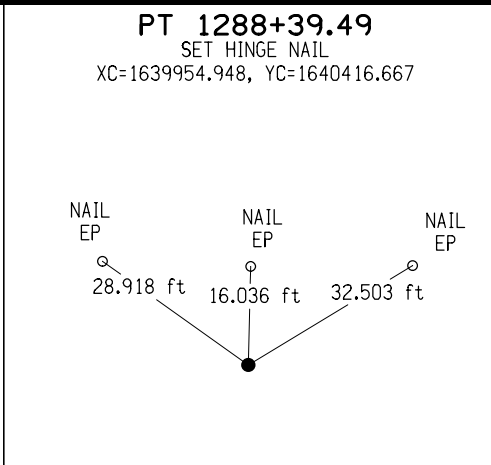 PT 1288+39.49
SET HINGE NAIL
XC=1639954.948, YC=1640416.667
NAIL
EP
NAIL
EP
NAIL
EP
28.918 ft
16.036 ft
32.503 ft